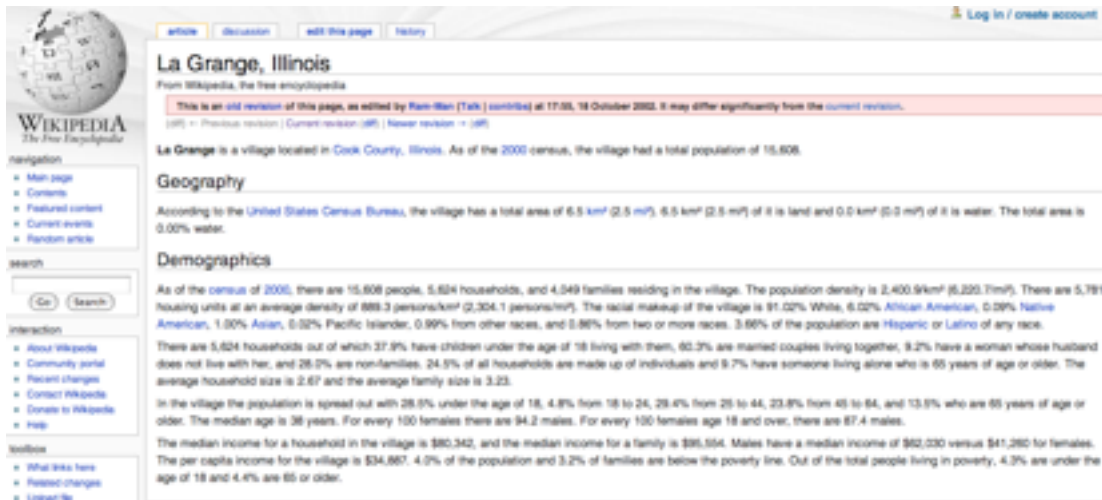 Log in / create account
article discussion edit this page history
La Grange, Illinois
From Wikipedia, the free encyclopedia
This is an old revision of this page, as edited by Ram-Man (Talk | contribs) at 17:55, 18 October 2002. It may differ significantly from the current revision.
(diff) ← Previous revision | Current revision (diff) | Newer revision → (diff)
WIKIPEDIA
The Free Encyclopedia
navigation
Main page
Contents
Featured content
Current events
Random article
search
Go Search
interaction
About Wikipedia
Community portal
Recent changes
Contact Wikipedia
Donate to Wikipedia
Help
toolbox
What links here
Related changes
Upload file
La Grange is a village located in Cook County, Illinois. As of the 2000 census, the village had a total population of 15,608.
Geography
According to the United States Census Bureau, the village has a total area of 6.5 km² (2.5 mi²). 6.5 km² (2.5 mi²) of it is land and 0.0 km² (0.0 mi²) of it is water. The total area is
0.00% water.
Demographics
As of the census of 2000, there are 15,608 people, 5,624 households, and 4,049 families residing in the village. The population density is 2,400.9/km² (6,220.7/mi²). There are 5,781
housing units at an average density of 889.3 persons/km² (2,304.1 persons/mi²). The racial makeup of the village is 91.02% White, 6.02% African American, 0.09% Native
American, 1.00% Asian, 0.02% Pacific Islander, 0.99% from other races, and 0.86% from two or more races. 3.66% of the population are Hispanic or Latino of any race.
There are 5,624 households out of which 37.9% have children under the age of 18 living with them, 60.3% are married couples living together, 9.2% have a woman whose husband
does not live with her, and 28.0% are non-families. 24.5% of all households are made up of individuals and 9.7% have someone living alone who is 65 years of age or older. The
average household size is 2.67 and the average family size is 3.23.
In the village the population is spread out with 28.5% under the age of 18, 4.8% from 18 to 24, 29.4% from 25 to 44, 23.8% from 45 to 64, and 13.5% who are 65 years of age or
older. The median age is 38 years. For every 100 females there are 94.2 males. For every 100 females age 18 and over, there are 87.4 males.
The median income for a household in the village is $80,342, and the median income for a family is $95,554. Males have a median income of $62,030 versus $41,260 for females.
The per capita income for the village is $34,887. 4.0% of the population and 3.2% of families are below the poverty line. Out of the total people living in poverty, 4.3% are under the
age of 18 and 4.4% are 65 or older.